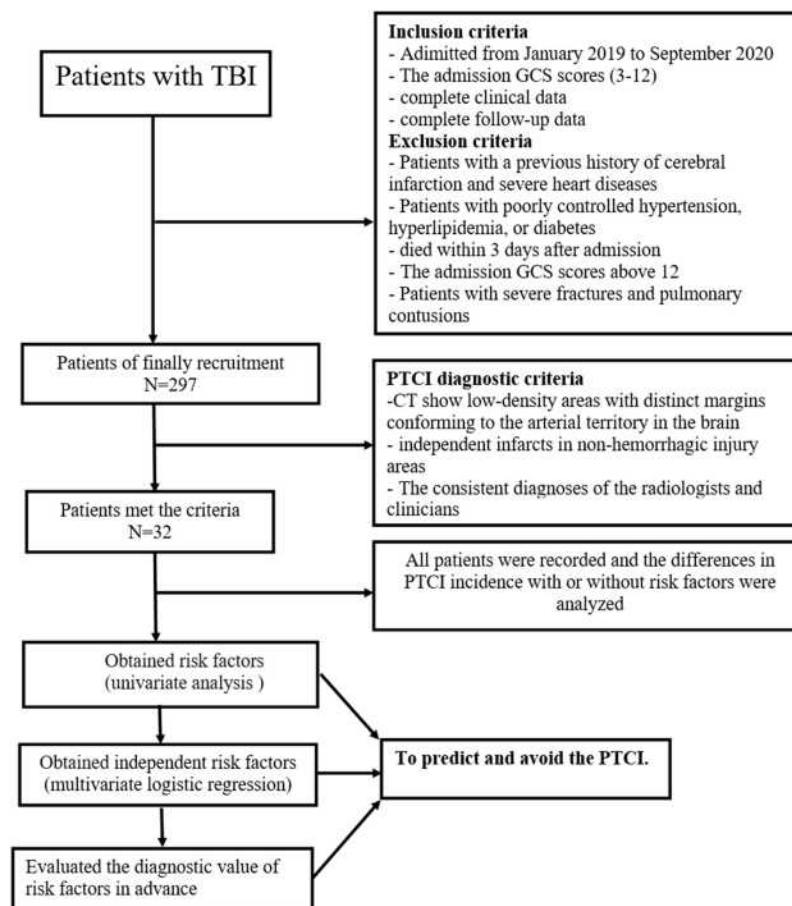 Patients with TBI
Inclusion criteria
- Adimitted from January 2019 to September 2020
- The admission GCS scores (3-12)
- complete clinical data
- complete follow-up data
Exclusion criteria
- Patients with a previous history of cerebral
infarction and severe heart diseases
- Patients with poorly controlled hypertension,
hyperlipidemia, or diabetes
- died within 3 days after admission
- The admission GCS scores above 12
- Patients with severe fractures and pulmonary
contusions
Patients of finally recruitment
N=297
PTCI diagnostic criteria
-CT show low-density areas with distinct margins
conforming to the arterial territory in the brain
- independent infarcts in non-hemorrhagic injury
areas
- The consistent diagnoses of the radiologists and
clinicians
Patients met the criteria
N=32
All patients were recorded and the differences in
PTCI incidence with or without risk factors were
analyzed
Obtained risk factors
(univariate analysis )
Obtained independent risk factors
(multivariate logistic regression)
To predict and avoid the PTCI.
Evaluated the diagnostic value of
risk factors in advance